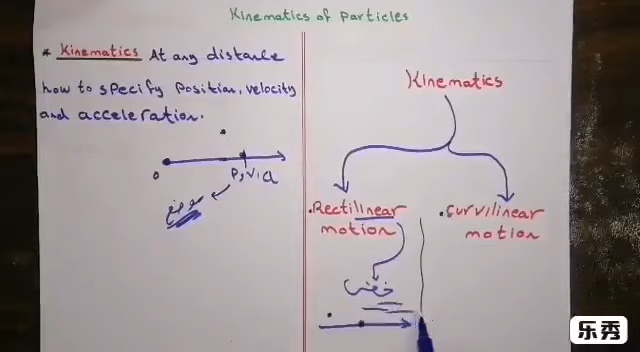 Kinematics of particles
* Kinematics At any distance
how to specify position, velocity
and acceleration.
o
P, V, a
موضع
Kinematics
. Rectilinear
motion
. curvilinear
motion
乐秀